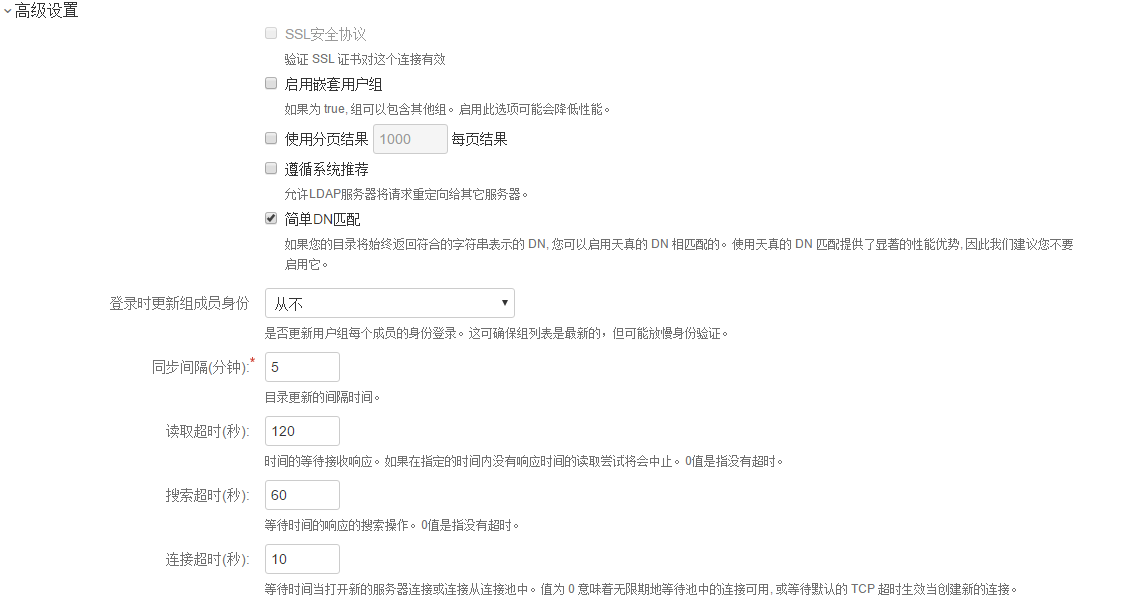 高级设置
SSL安全协议
验证 SSL 证书对这个连接有效
启用嵌套用户组
如果为 true, 组可以包含其他组。启用此选项可能会降低性能。
使用分页结果 1000 每页结果
遵循系统推荐
允许LDAP服务器将请求重定向给其它服务器。
简单DN匹配
如果您的目录将始终返回符合的字符串表示的 DN, 您可以启用天真的 DN 相匹配的。使用天真的 DN 匹配提供了显著的性能优势, 因此我们建议您不要
启用它。
登录时更新组成员身份 从不
是否更新用户组每个成员的身份登录。这可确保组列表是最新的，但可能放慢身份验证。
同步间隔(分钟):* 5
目录更新的间隔时间。
读取超时(秒): 120
时间的等待接收响应。如果在指定的时间内没有响应时间的读取尝试将会中止。0值是指没有超时。
搜索超时(秒): 60
等待时间的响应的搜索操作。0值是指没有超时。
连接超时(秒): 10
等待时间当打开新的服务器连接或连接从连接池中。值为 0 意味着无限期地等待池中的连接可用, 或等待默认的 TCP 超时生效当创建新的连接。